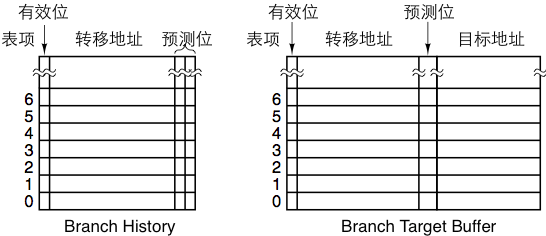 有效位
表项 转移地址 预测位
6
5
4
3
2
1
0
Branch History
有效位 预测位
表项 转移地址 目标地址
6
5
4
3
2
1
0
Branch Target Buffer